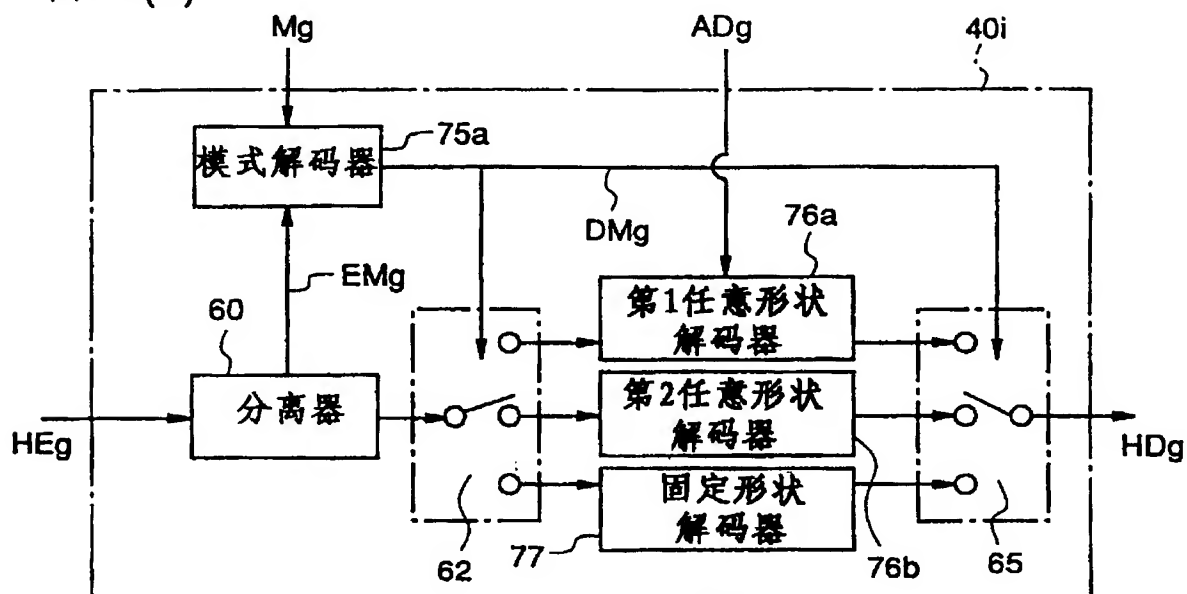 Mg
ADg
40i
模式解码器
75a
DMg
76a
EMg
60
第1任意形状
解码器
分离器
第2任意形状
解码器
HEg
HDg
固定形状
解码器
62
77
76b
65